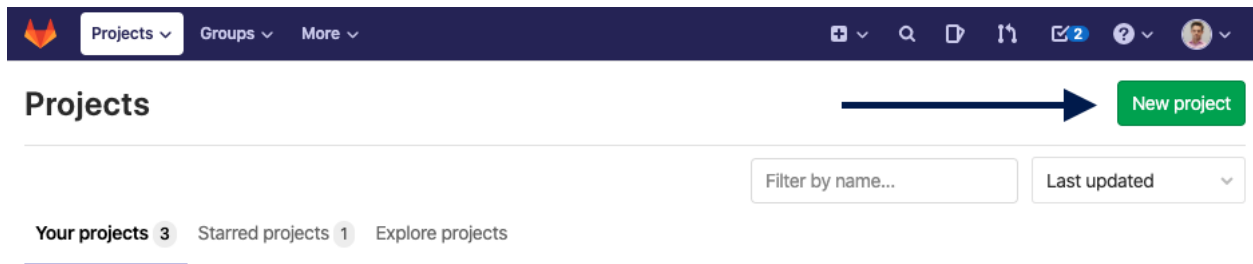 Projects Groups More 2
Projects
New project
Filter by name... Last updated
Your projects 3 Starred projects 1 Explore projects